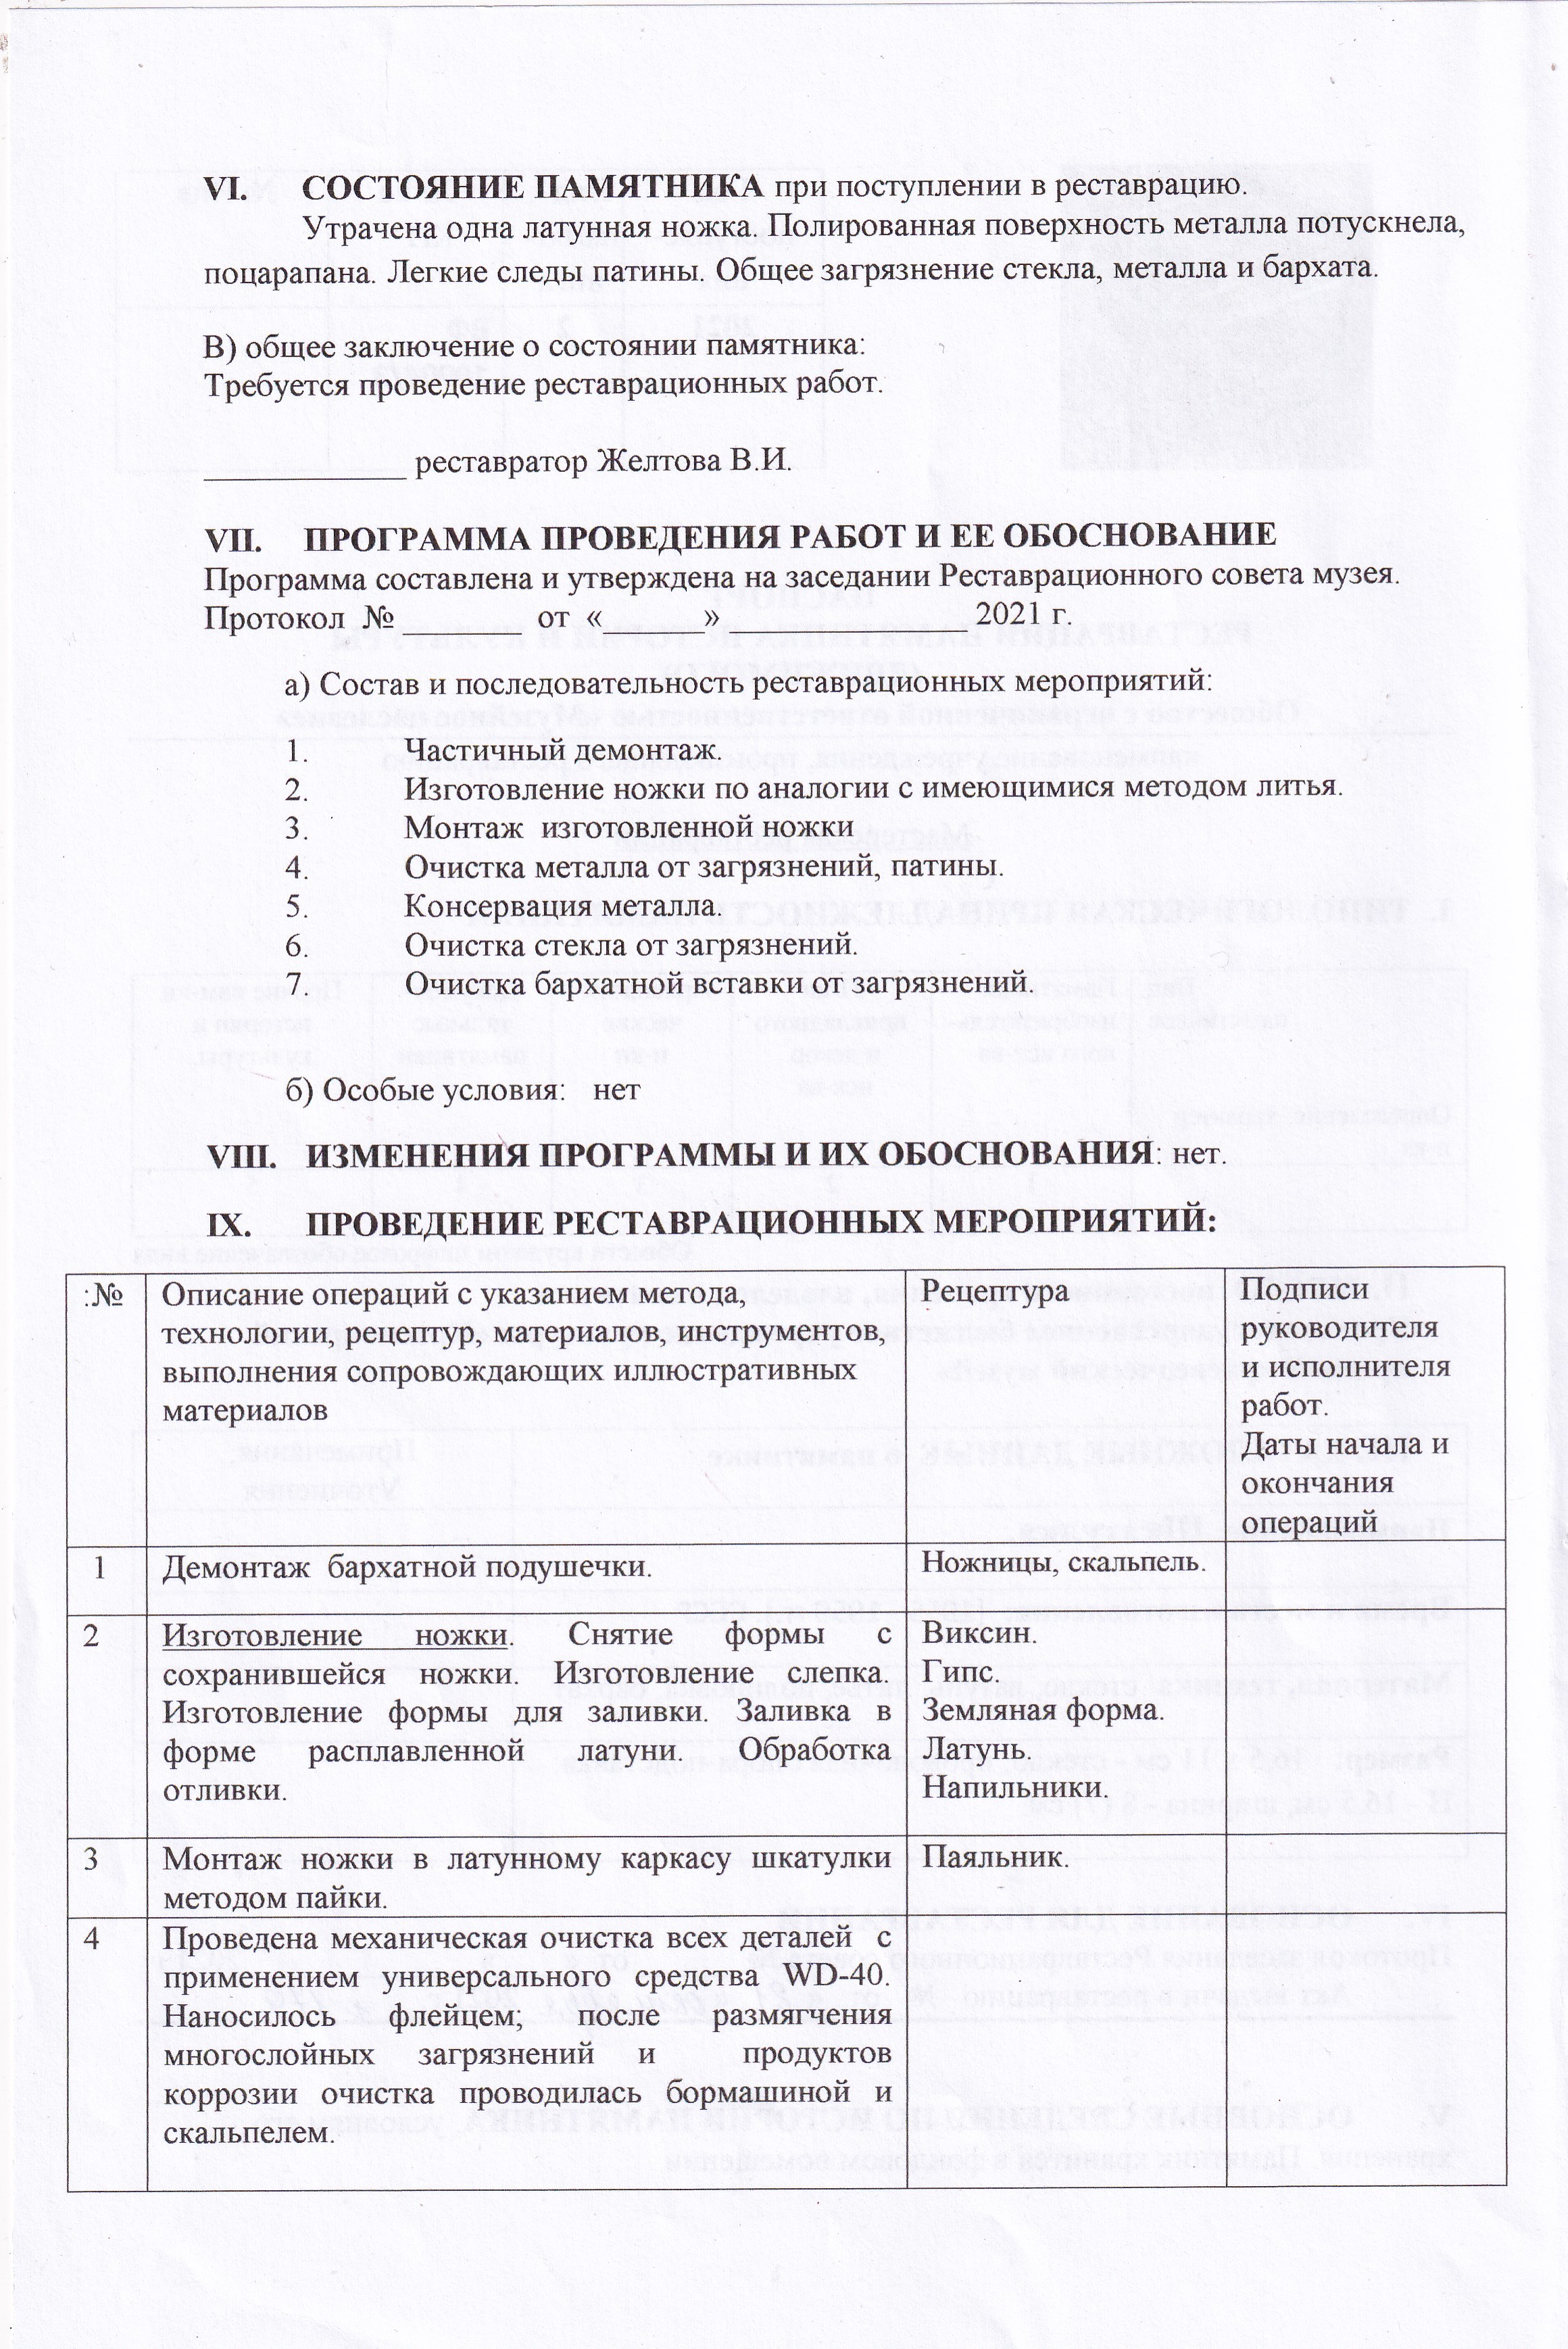 VI. СОСТОЯНИЕ ПАМЯТНИКА при поступлении в реставрацию.
Утрачена одна латунная ножка. Полированная поверхность металла потускнела,
поцарапана. Легкие следы патины. Общее загрязнение стекла, металла и бархата.
В) общее заключение о состоянии памятника:
Требуется проведение реставрационных работ.
____________ реставратор Желтова В.И.
VII. ПРОГРАММА ПРОВЕДЕНИЯ РАБОТ И ЕЕ ОБОСНОВАНИЕ
Программа составлена и утверждена на заседании Реставрационного совета музея.
Протокол № _______ от «______» ______________ 2021 г.
а) Состав и последовательность реставрационных мероприятий:
1. Частичный демонтаж.
2. Изготовление ножки по аналогии с имеющимися методом литья.
3. Монтаж изготовленной ножки
4. Очистка металла от загрязнений, патины.
5. Консервация металла.
6. Очистка стекла от загрязнений.
7. Очистка бархатной вставки от загрязнений.
б) Особые условия: нет
VIII. ИЗМЕНЕНИЯ ПРОГРАММЫ И ИХ ОБОСНОВАНИЯ: нет.
IX. ПРОВЕДЕНИЕ РЕСТАВРАЦИОННЫХ МЕРОПРИЯТИЙ:
:№
Описание операций с указанием метода,
технологии, рецептур, материалов, инструментов,
выполнения сопровождающих иллюстративных
материалов
Рецептура
Подписи
руководителя
и исполнителя
работ.
Даты начала и
окончания
операций
1
Демонтаж бархатной подушечки.
Ножницы, скальпель.
2
Изготовление ножки. Снятие формы с
сохранившейся ножки. Изготовление слепка.
Изготовление формы для заливки. Заливка в
форме расплавленной латуни. Обработка
отливки.
Виксин.
Гипс.
Земляная форма.
Латунь.
Напильники.
3
Монтаж ножки в латунному каркасу шкатулки
методом пайки.
Паяльник.
4
Проведена механическая очистка всех деталей с
применением универсального средства WD-40.
Наносилось флейцем; после размягчения
многослойных загрязнений и продуктов
коррозии очистка проводилась бормашиной и
скальпелем.